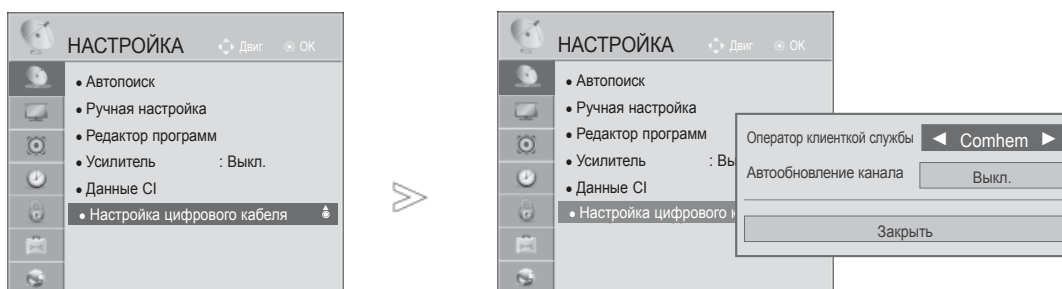 НАСТРОЙКА Двиг OK
• Автопоиск
• Ручная настройка
• Редактор программ
• Усилитель : Выкл.
• Данные CI
• Настройка цифрового кабеля
НАСТРОЙКА Двиг OK
• Автопоиск
• Ручная настройка
• Редактор программ
• Усилитель : Вы
• Данные CI
• Настройка цифрового к
Оператор клиенткой службы ◄ Comhem ►
Автообновление канала Выкл.
Закрыть